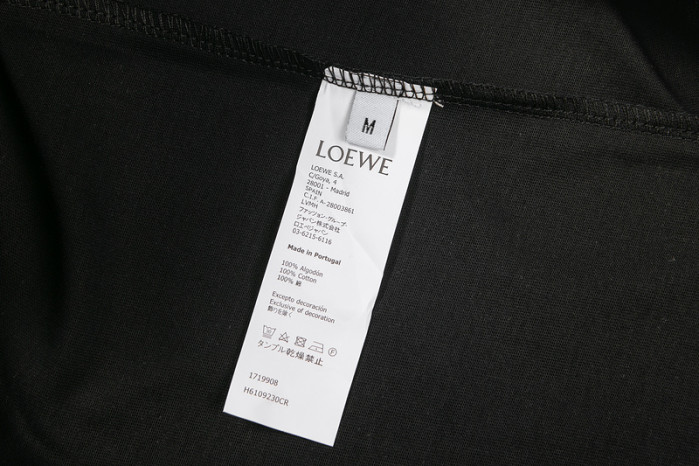 M
LOEWE
LOEWE S.A.
C/Goya, 4
28001 - Madrid
SPAIN
C.I.F. A-28003861
LVMH
ファッション・グループ・
ジャパン株式会社
ロエベジャパン
03-6215-6116
Made in Portugal
100% Algodón
100% Cotton
100% 綿
Excepto decoración
Exclusive of decoration
飾りを除く
タンブル乾燥禁止
1719908
H6109230CR